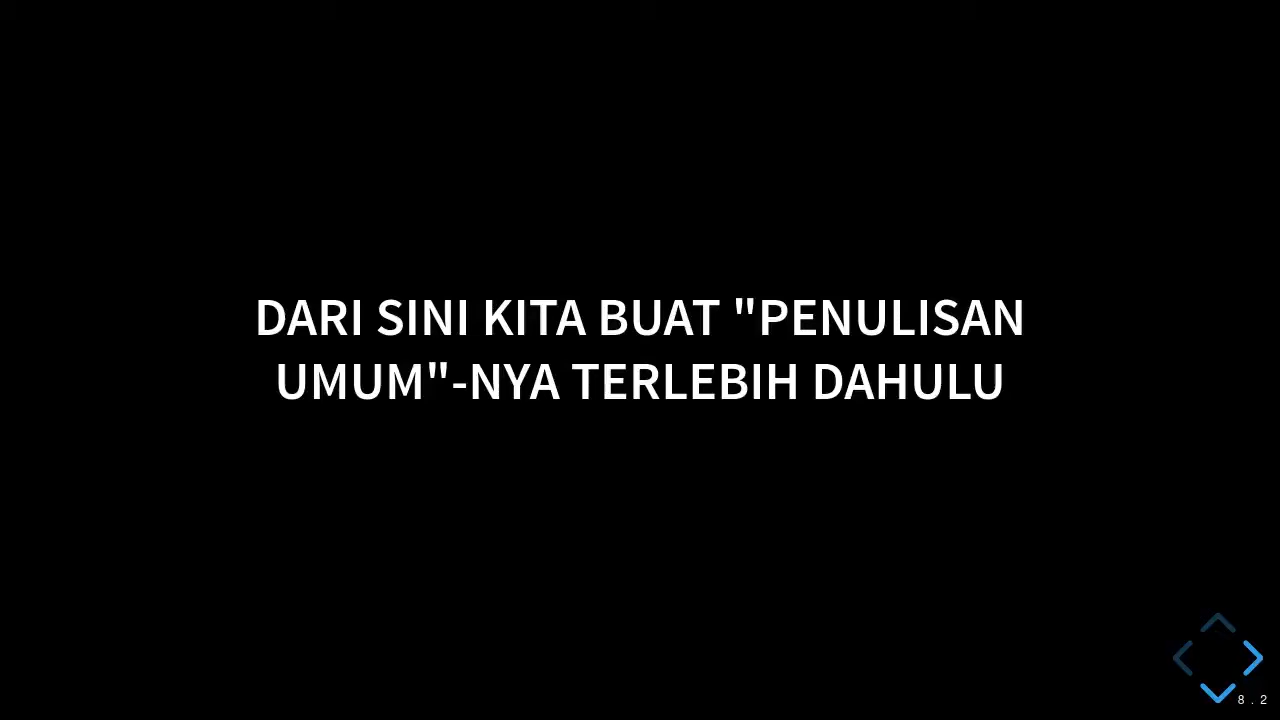 DARI SINI KITA BUAT "PENULISAN
UMUM"-NYA TERLEBIH DAHULU
8.2